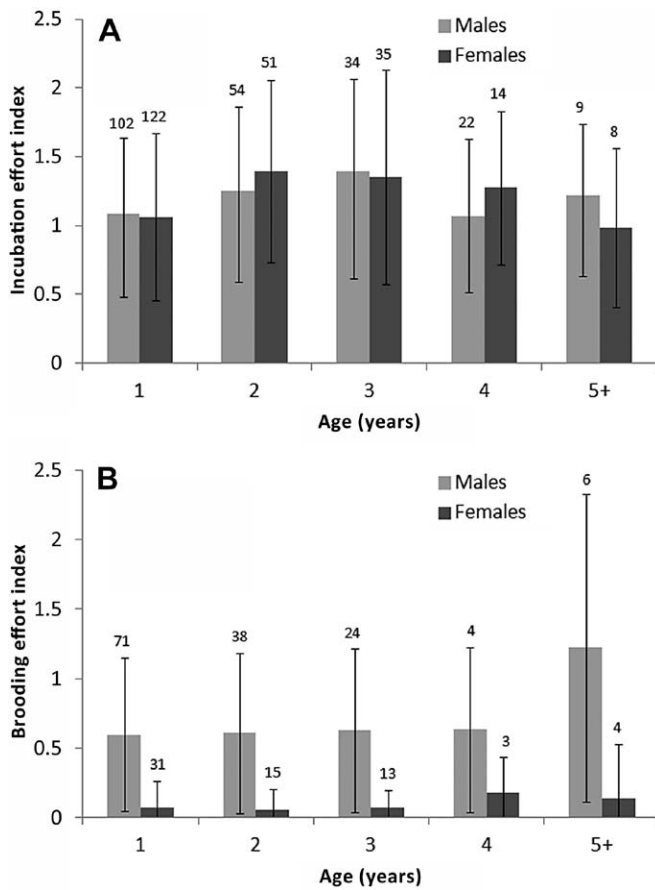 A
Males
Females
Incubation effort index
2.5
2
1.5
1
0.5
0
102 122 54 51 34 35 22 14 9 8
1 2 3 4 5+
Age (years)
B
Males
Females
Brooding effort index
2.5
2
1.5
1
0.5
0
71 31 38 15 24 13 4 3 6 4
1 2 3 4 5+
Age (years)